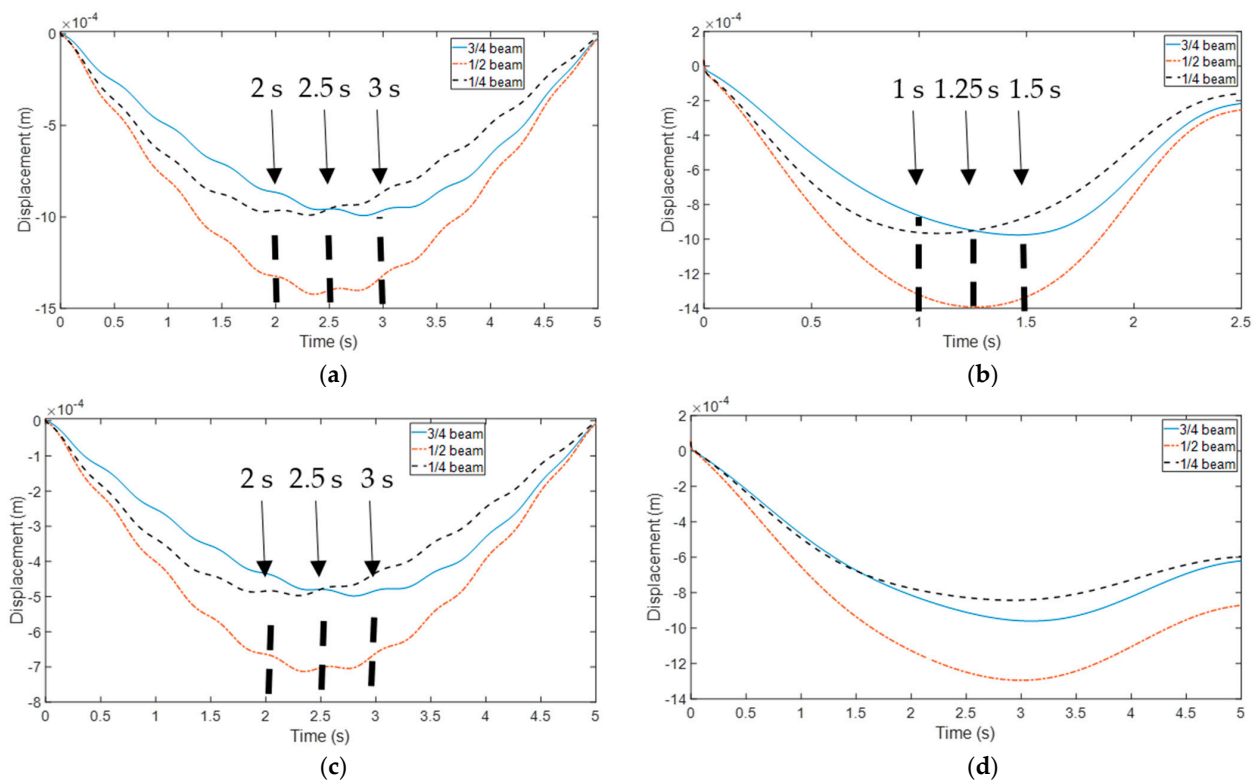 ×10⁻⁴
0
-5
-10
-15
Displacement (m)
3/4 beam
1/2 beam
1/4 beam
2 s 2.5 s 3 s
0 0.5 1 1.5 2 2.5 3 3.5 4 4.5 5
Time (s)
(a)
×10⁻⁴
2
0
-2
-4
-6
-8
-10
-12
-14
Displacement (m)
3/4 beam
1/2 beam
1/4 beam
1 s 1.25 s 1.5 s
0 0.5 1 1.5 2 2.5
Time (s)
(b)
×10⁻⁴
0
-1
-2
-3
-4
-5
-6
-7
-8
Displacement (m)
3/4 beam
1/2 beam
1/4 beam
2 s 2.5 s 3 s
0 0.5 1 1.5 2 2.5 3 3.5 4 4.5 5
Time (s)
(c)
×10⁻⁴
2
0
-2
-4
-6
-8
-10
-12
-14
Displacement (m)
3/4 beam
1/2 beam
1/4 beam
0 0.5 1 1.5 2 2.5 3 3.5 4 4.5 5
Time (s)
(d)